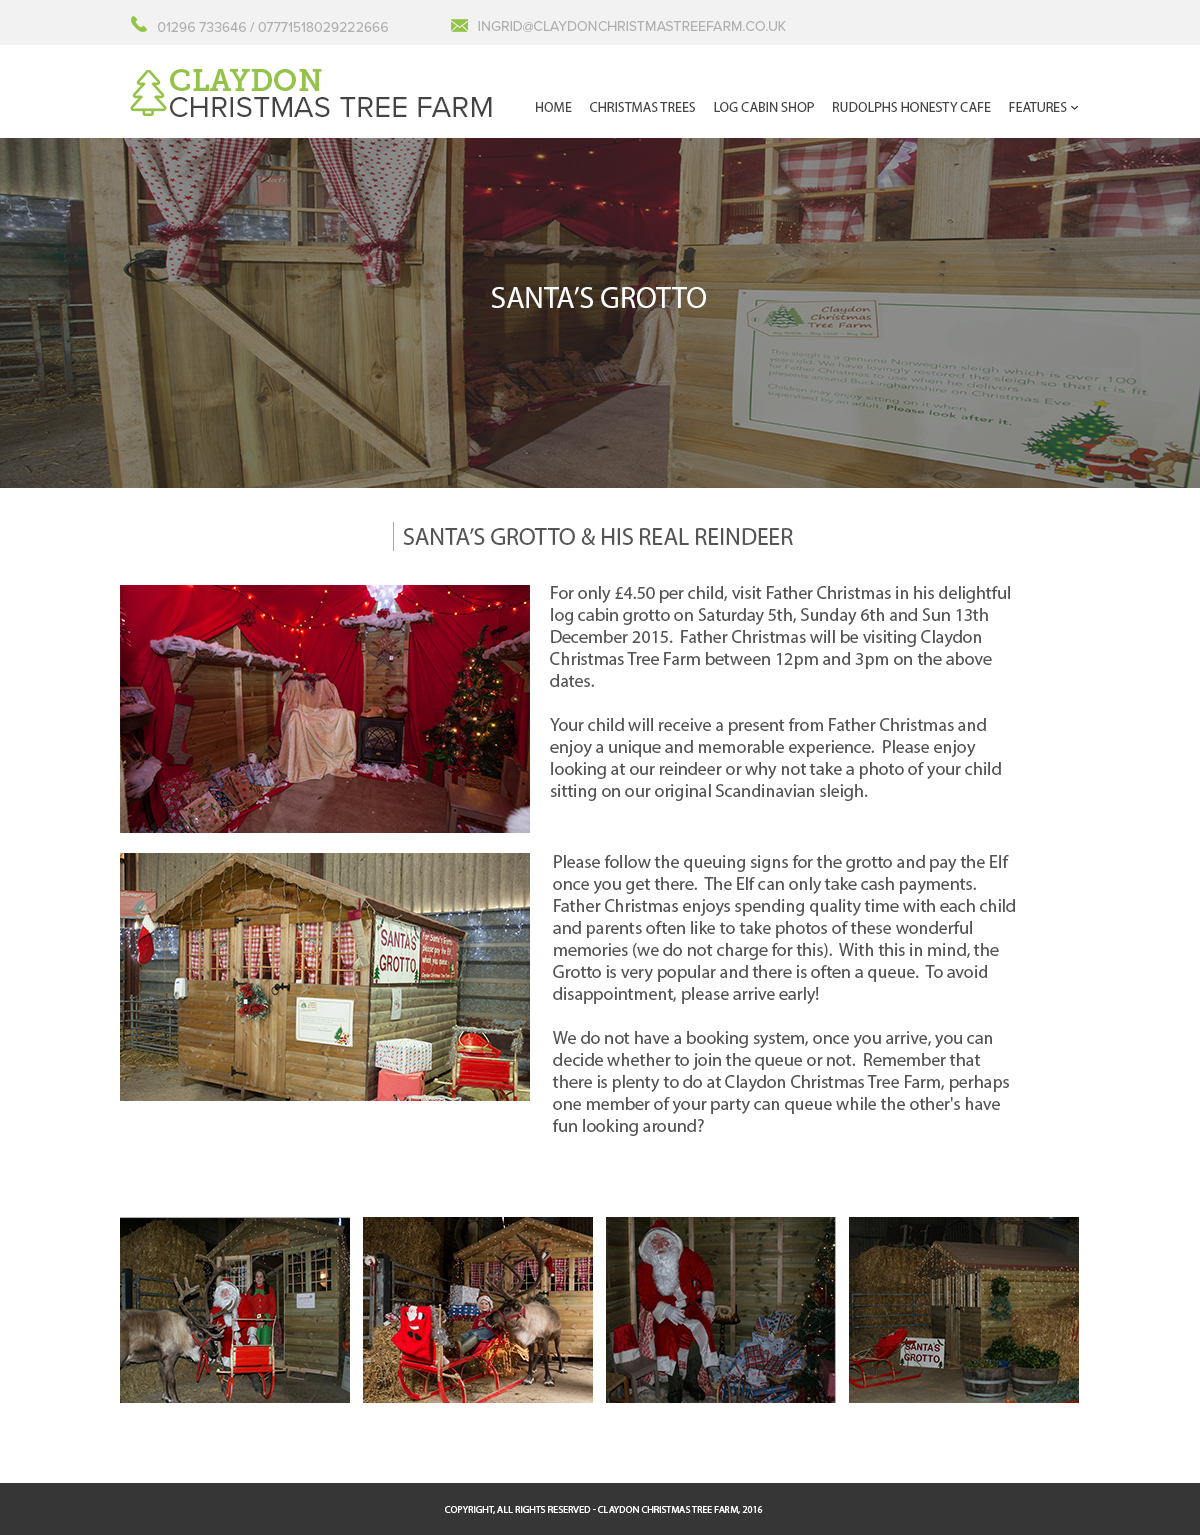 01296 733646 / 07771518029222666
INGRID@CLAYDONCHRISTMASTREEFARM.CO.UK
CLAYDON
CHRISTMAS TREE FARM
HOME CHRISTMAS TREES LOG CABIN SHOP RUDOLPHS HONESTY CAFE FEATURES
SANTA'S GROTTO
Claydon
Christmas
Tree Farm
This sleigh is a genuine Norwegian sleigh which is over 100
years old. We have lovingly restored the sleigh so that it is fit
for Father Christmas to use when he delivers
presents around Buckinghamshire on Christmas Eve.
Children may enjoy sitting on it when
supervised by an adult. Please look after it.
SANTA'S GROTTO & HIS REAL REINDEER
For only £4.50 per child, visit Father Christmas in his delightful
log cabin grotto on Saturday 5th, Sunday 6th and Sun 13th
December 2015. Father Christmas will be visiting Claydon
Christmas Tree Farm between 12pm and 3pm on the above
dates.
Your child will receive a present from Father Christmas and
enjoy a unique and memorable experience. Please enjoy
looking at our reindeer or why not take a photo of your child
sitting on our original Scandinavian sleigh.
SANTA'S
GROTTO
For Santa's Grotto
please pay the Elf
when you queue
Claydon Christmas Tree Farm
Please follow the queuing signs for the grotto and pay the Elf
once you get there. The Elf can only take cash payments.
Father Christmas enjoys spending quality time with each child
and parents often like to take photos of these wonderful
memories (we do not charge for this). With this in mind, the
Grotto is very popular and there is often a queue. To avoid
disappointment, please arrive early!
We do not have a booking system, once you arrive, you can
decide whether to join the queue or not. Remember that
there is plenty to do at Claydon Christmas Tree Farm, perhaps
one member of your party can queue while the other's have
fun looking around?
SANTA'S
GROTTO
COPYRIGHT, ALL RIGHTS RESERVED - CLAYDON CHRISTMAS TREE FARM, 2016